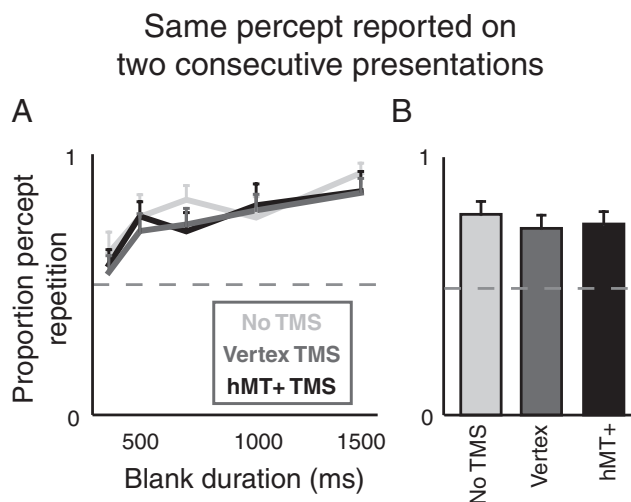 Same percept reported on
two consecutive presentations
A
Proportion percept
repetition
1
0
No TMS
Vertex TMS
hMT+ TMS
500
1000
1500
Blank duration (ms)
B
1
0
No TMS
Vertex
hMT+